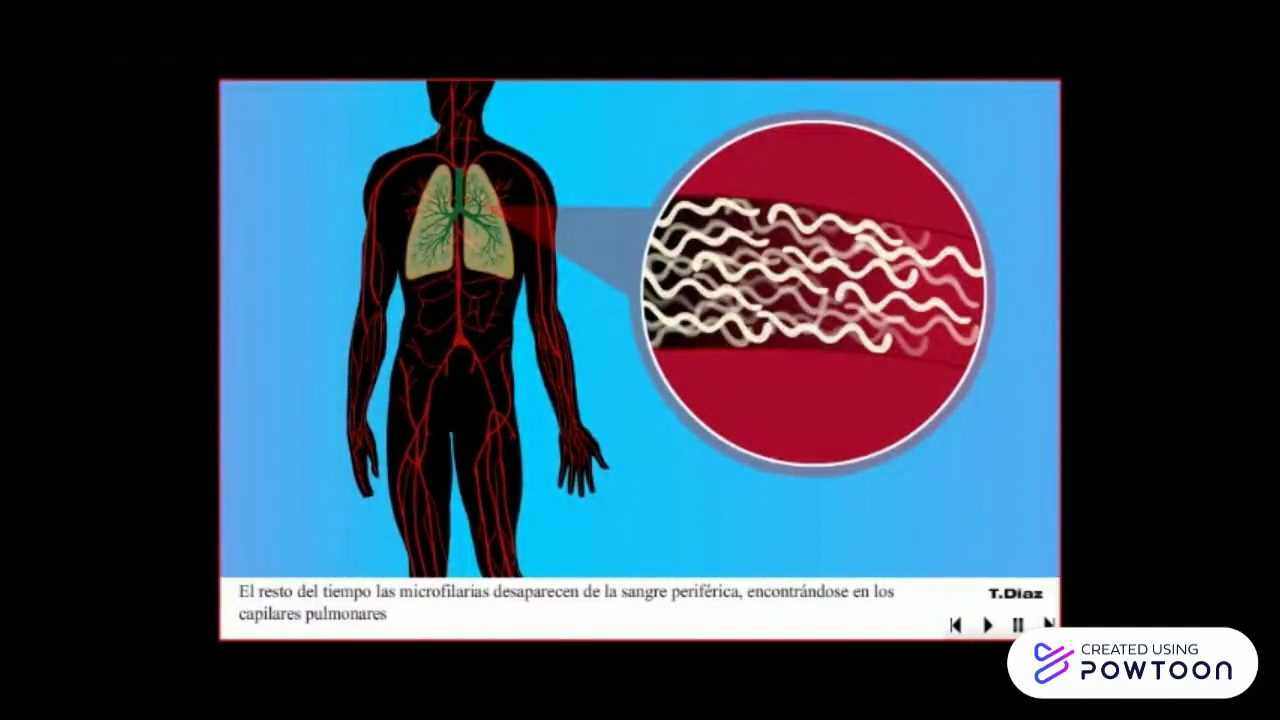 El resto del tiempo las microfilarias desaparecen de la sangre periférica, encontrándose en los
capilares pulmonares
T.Diaz
CREATED USING
POWTOON